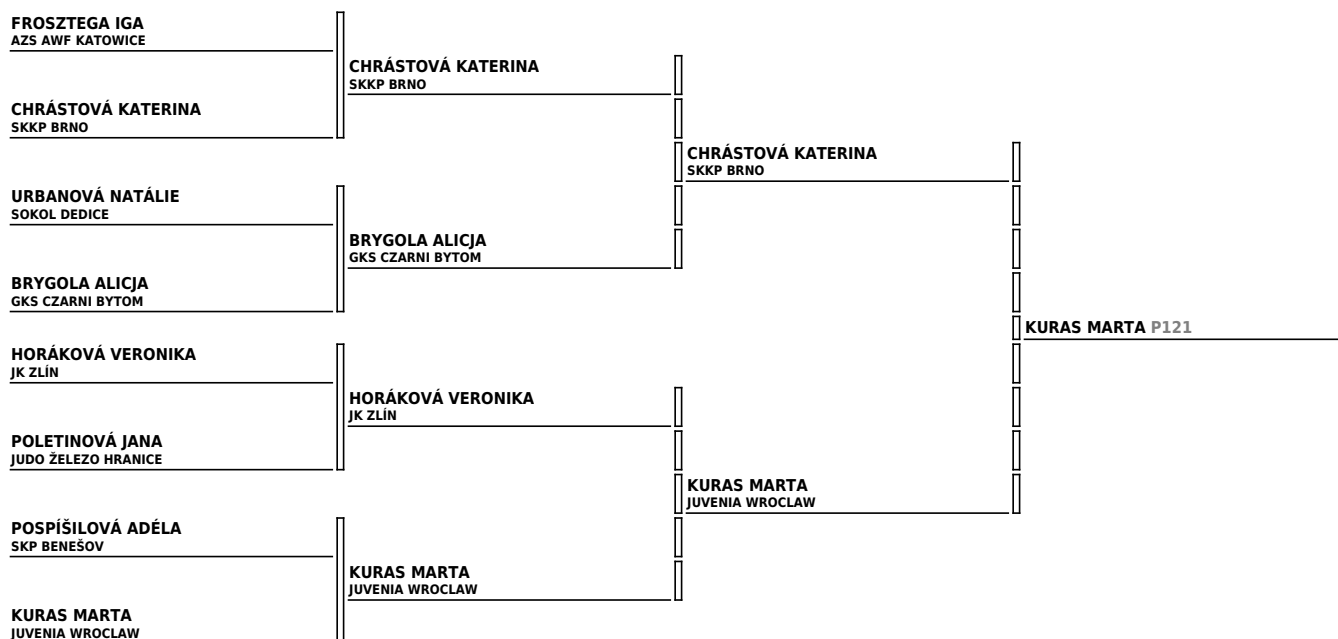 FROSZTEGA IGA
AZS AWF KATOWICE
CHRÁSTOVÁ KATERINA
SKKP BRNO
CHRÁSTOVÁ KATERINA
SKKP BRNO
CHRÁSTOVÁ KATERINA
SKKP BRNO
URBANOVÁ NATÁLIE
SOKOL DEDICE
BRYGOLA ALICJA
GKS CZARNI BYTOM
BRYGOLA ALICJA
GKS CZARNI BYTOM
KURAS MARTA P121
HORÁKOVÁ VERONIKA
JK ZLÍN
HORÁKOVÁ VERONIKA
JK ZLÍN
POLETINOVÁ JANA
JUDO ŽELEZO HRANICE
KURAS MARTA
JUVENIA WROCLAW
POSPÍŠILOVÁ ADÉLA
SKP BENEŠOV
KURAS MARTA
JUVENIA WROCLAW
KURAS MARTA
JUVENIA WROCLAW